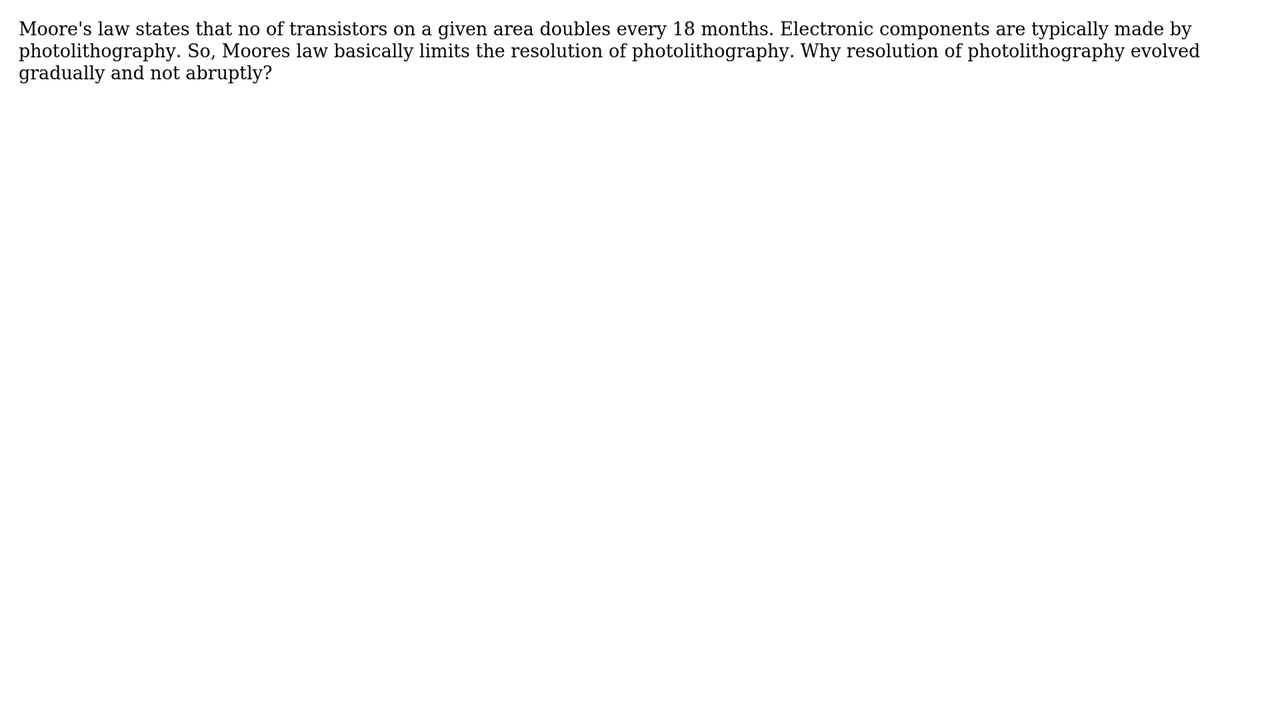 Moore's law states that no of transistors on a given area doubles every 18 months. Electronic components are typically made by
photolithography. So, Moores law basically limits the resolution of photolithography. Why resolution of photolithography evolved
gradually and not abruptly?